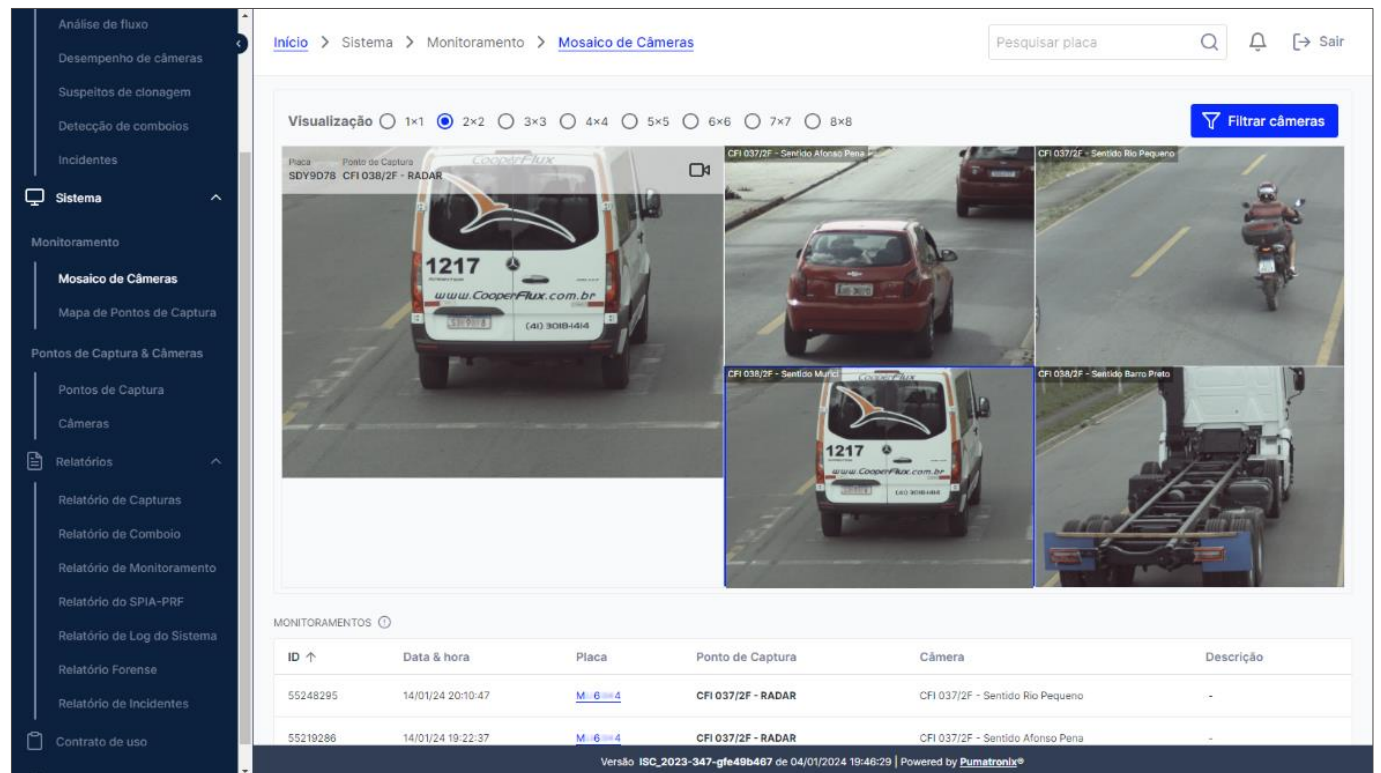 Análise de fluxo
Desempenho de câmeras
Suspeitos de clonagem
Detecção de comboios
Incidentes
Sistema
Monitoramento
Mosaico de Câmeras
Mapa de Pontos de Captura
Pontos de Captura & Câmeras
Pontos de Captura
Câmeras
Relatórios
Relatório de Capturas
Relatório de Comboio
Relatório de Monitoramento
Relatório do SPIA-PRF
Relatório de Log do Sistema
Relatório Forense
Relatório de Incidentes
Contrato de uso
Início > Sistema > Monitoramento > Mosaico de Câmeras
Pesquisar placa
Sair
Visualização 1×1 2×2 3×3 4×4 5×5 6×6 7×7 8×8
Filtrar câmeras
Placa Ponto de Captura
SDY9D78 CFI 038/2F - RADAR
CooperFlux
1217
www.CooperFlux.com.br
(41) 3018-1414
CFI 037/2F - Sentido Afonso Pena
CFI 037/2F - Sentido Rio Pequeno
CFI 038/2F - Sentido Murici
CooperFlux
1217
www.CooperFlux.com.br
(41) 3018-1414
CFI 038/2F - Sentido Barro Preto
MONITORAMENTOS
ID ↑ Data & hora Placa Ponto de Captura Câmera Descrição
55248295 14/01/24 20:10:47 M 6 4 CFI 037/2F - RADAR CFI 037/2F - Sentido Rio Pequeno -
55219286 14/01/24 19:22:37 M 6 4 CFI 037/2F - RADAR CFI 037/2F - Sentido Afonso Pena -
Versão ISC_2023-347-gfe49b467 de 04/01/2024 19:46:29 | Powered by Pumatronix®